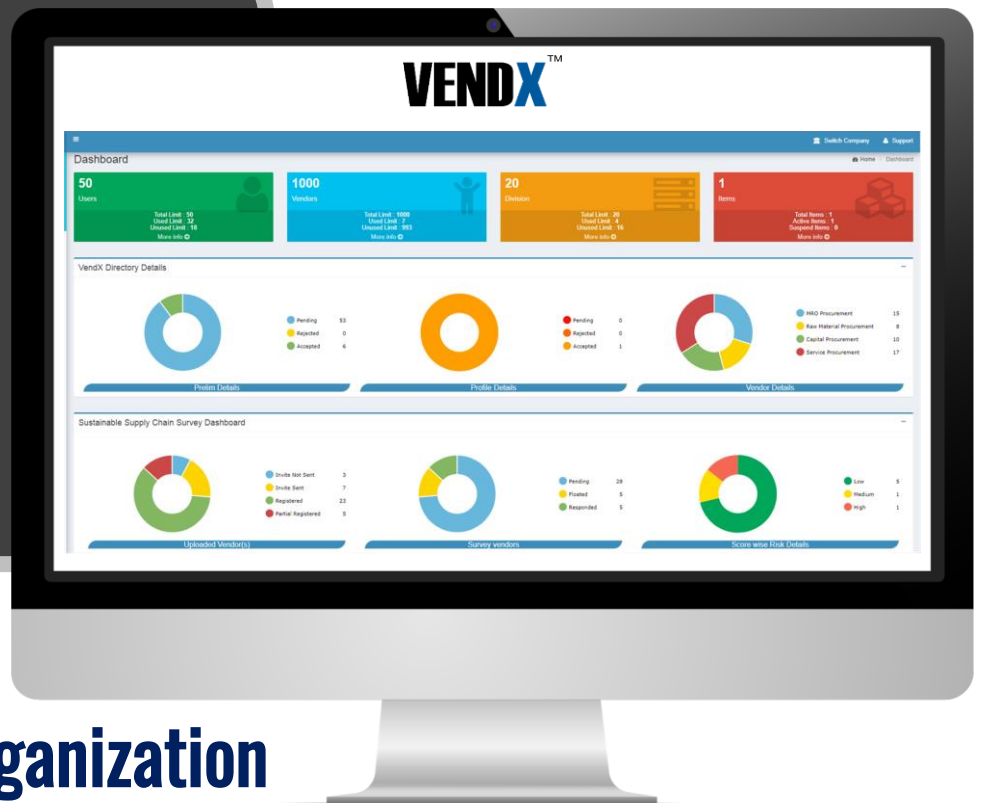 VENDX™
Switch Company Support
Dashboard Home Dashboard
50
Users
Total Limit : 50
Used Limit : 32
Unused Limit : 18
More info
1000
Vendors
Total Limit : 1000
Used Limit : 7
Unused Limit : 993
More info
20
Division
Total Limit : 20
Used Limit : 4
Unused Limit : 16
More info
1
Items
Total Items : 1
Active Items : 1
Suspend Items : 0
More info
VendX Directory Details
Pending 53
Rejected 0
Accepted 6
Prelim Details
Pending 0
Rejected 0
Accepted 1
Profile Details
MRO Procurement 15
Raw Material Procurement 8
Capital Procurement 10
Service Procurement 17
Vendor Details
Sustainable Supply Chain Survey Dashboard
Invite Not Sent 3
Invite Sent 7
Registered 23
Partial Registered 5
Uploaded Vendor(s)
Pending 28
Floated 5
Responded 5
Survey vendors
Low 5
Medium 1
High 1
Score wise Risk Details
ganization